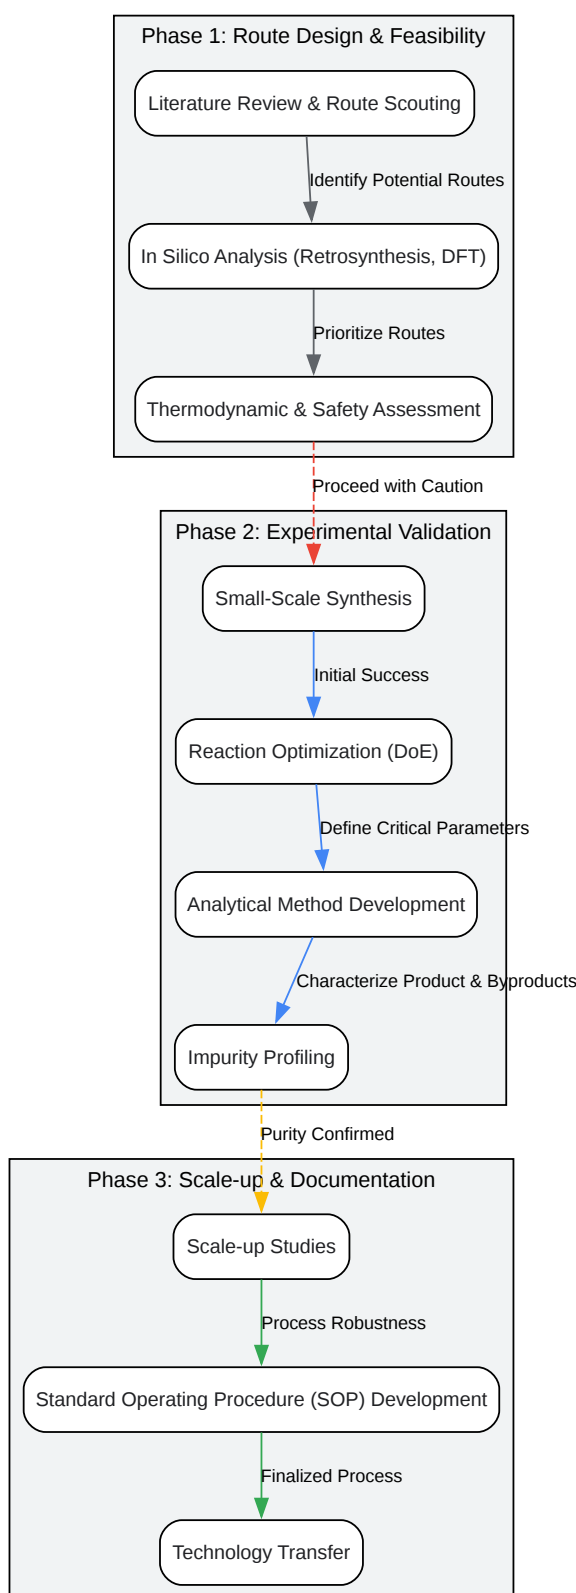 Phase 1: Route Design & Feasibility
Literature Review & Route Scouting
Identify Potential Routes
In Silico Analysis (Retrosynthesis, DFT)
Prioritize Routes
Thermodynamic & Safety Assessment
Proceed with Caution
Phase 2: Experimental Validation
Small-Scale Synthesis
Initial Success
Reaction Optimization (DoE)
Define Critical Parameters
Analytical Method Development
Characterize Product & Byproducts
Impurity Profiling
Purity Confirmed
Phase 3: Scale-up & Documentation
Scale-up Studies
Process Robustness
Standard Operating Procedure (SOP) Development
Finalized Process
Technology Transfer